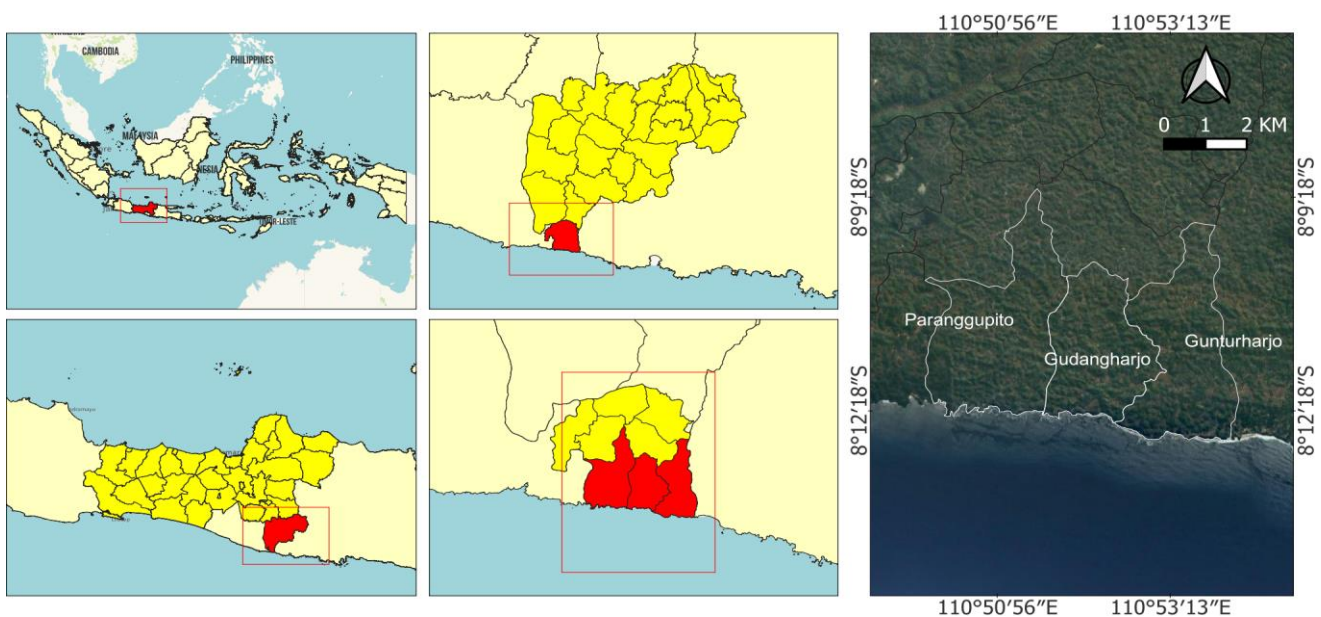 CAMBODIA
PHILIPPINES
MALAYSIA
NESIA
110°50′56″E
110°53′13″E
0 1 2 KM
8°9′18″S
8°9′18″S
Paranggupito
Gudangharjo
Gunturharjo
8°12′18″S
8°12′18″S
110°50′56″E
110°53′13″E